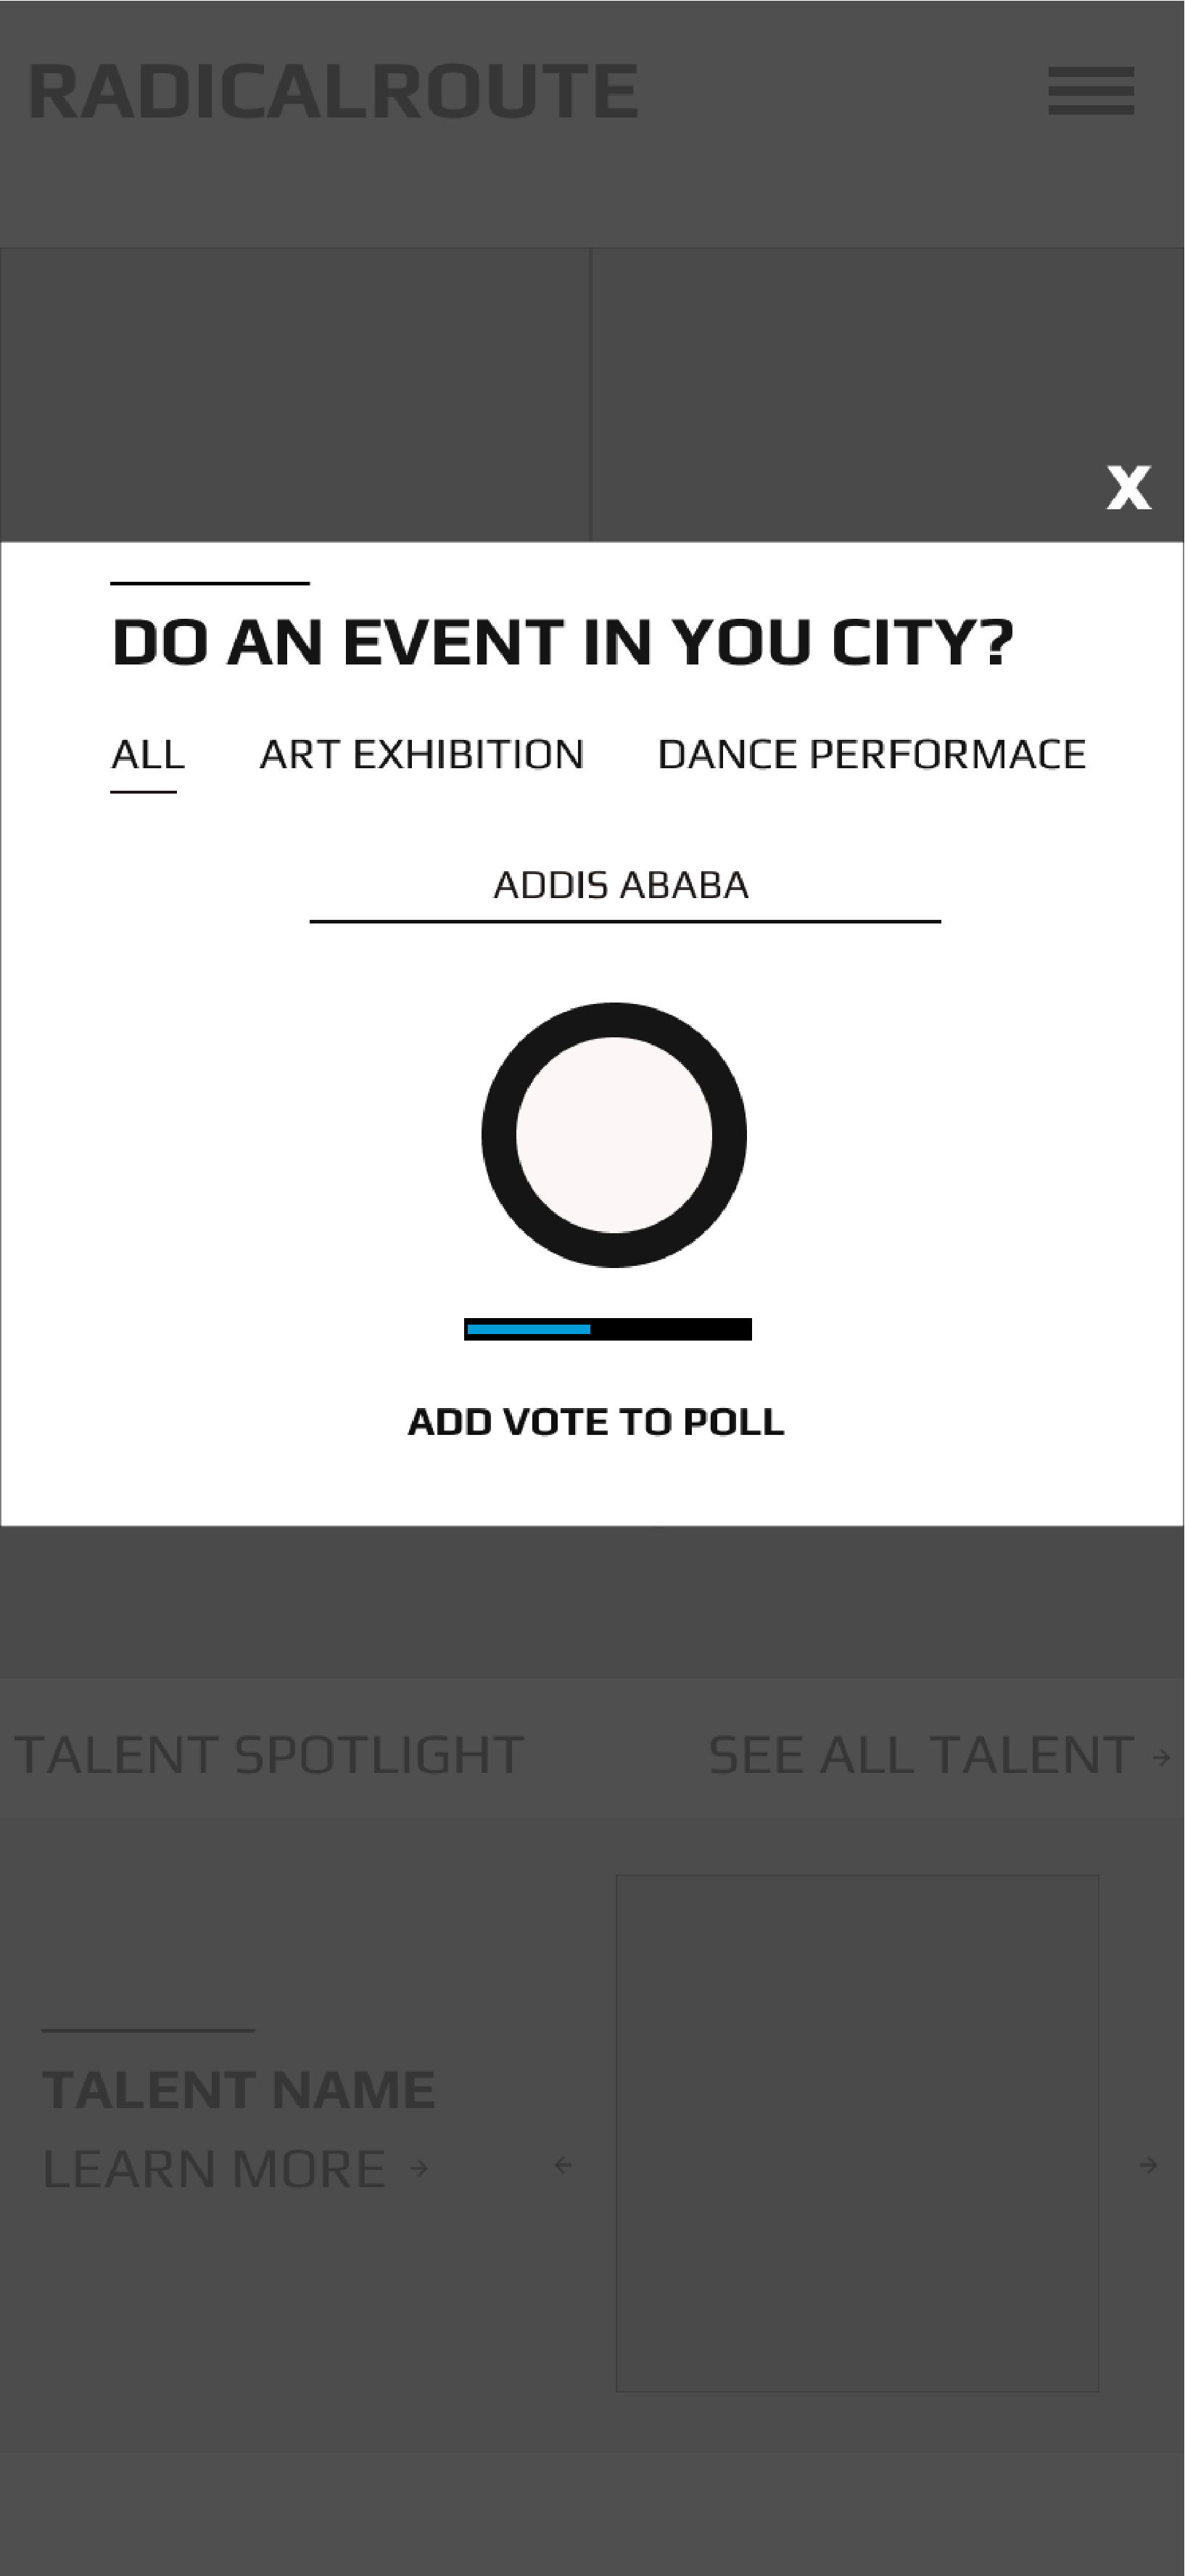 RADICALROUTE
X
DO AN EVENT IN YOU CITY?
ALL ART EXHIBITION DANCE PERFORMACE
ADDIS ABABA
ADD VOTE TO POLL
TALENT SPOTLIGHT SEE ALL TALENT →
TALENT NAME
LEARN MORE → ← →